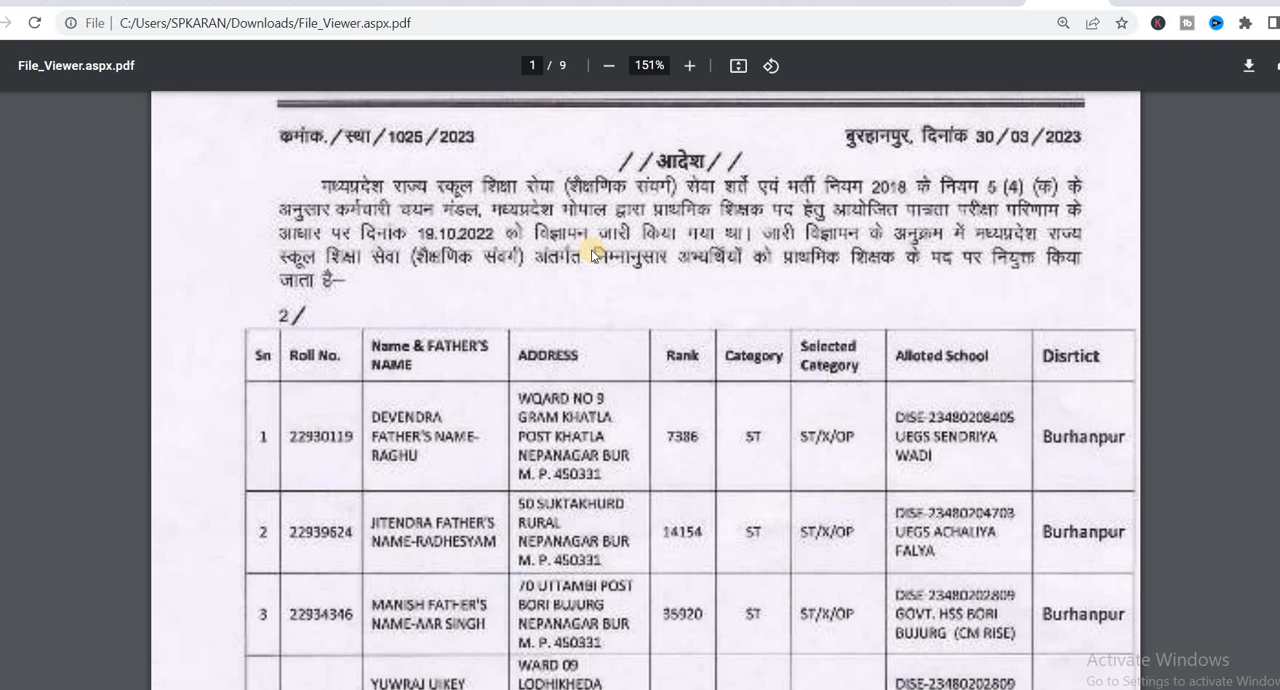 File C:/Users/SPKARAN/Downloads/File_Viewer.aspx.pdf
File_Viewer.aspx.pdf
1 / 9
151%
कमांक./स्था/1025/2023
बुरहानपुर, दिनांक 30/03/2023
//आदेश//
मध्यप्रदेश राज्य स्कूल शिक्षा सेवा (शैक्षणिक संवर्ग) सेवा शर्ते एवं भर्ती नियम 2018 के नियम 5 (4) (क) के
अनुसार कर्मचारी चयन मंडल, मध्यप्रदेश भोपाल द्वारा प्राथमिक शिक्षक पद हेतु आयोजित पात्रता परीक्षा परिणाम के
आधार पर दिनांक 19.10.2022 को विज्ञापन जारी किया गया था। जारी विज्ञापन के अनुक्रम में मध्यप्रदेश राज्य
स्कूल शिक्षा सेवा (शैक्षणिक संवर्ग) अंतर्गत निम्नानुसार अभ्यर्थियों को प्राथमिक शिक्षक के पद पर नियुक्त किया
जाता है–
2/
Sn
Roll No.
Name & FATHER'S
NAME
ADDRESS
Rank
Category
Selected
Category
Alloted School
Disrtict
1
22930119
DEVENDRA
FATHER'S NAME-
RAGHU
WQARD NO 9
GRAM KHATLA
POST KHATLA
NEPANAGAR BUR
M. P. 450331
7386
ST
ST/X/OP
DISE-23480208405
UEGS SENDRIYA
WADI
Burhanpur
2
22939624
JITENDRA FATHER'S
NAME-RADHESYAM
50 SUKTAKHURD
RURAL
NEPANAGAR BUR
M. P. 450331
14154
ST
ST/X/OP
DISE-23480204703
UEGS ACHALIYA
FALYA
Burhanpur
3
22934346
MANISH FATHER'S
NAME-AAR SINGH
70 UTTAMBI POST
BORI BUJURG
NEPANAGAR BUR
M. P. 450331
35920
ST
ST/X/OP
DISE-23480202809
GOVT. HSS BORI
BUJURG (CM RISE)
Burhanpur
YUWRAJ UIKEY
WARD 09
LODHIKHEDA
DISE-23480202809
Activate Windows
Go to Settings to activate Window